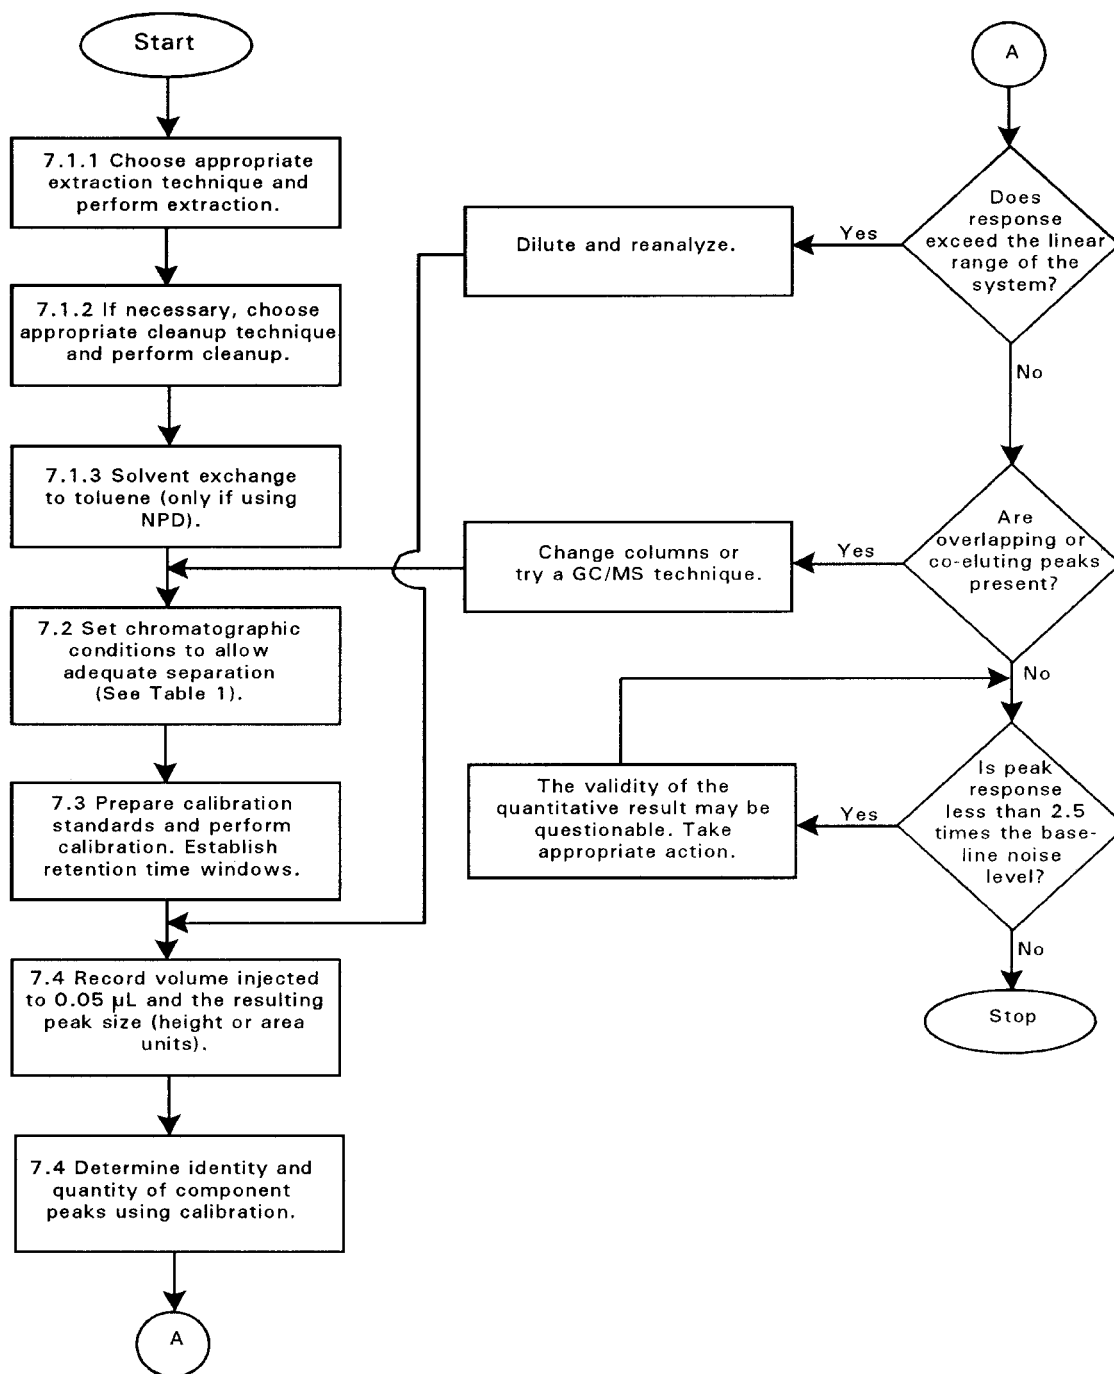 Start
7.1.1 Choose appropriate
extraction technique and
perform extraction.
7.1.2 If necessary, choose
appropriate cleanup technique
and perform cleanup.
7.1.3 Solvent exchange
to toluene (only if using
NPD).
7.2 Set chromatographic
conditions to allow
adequate separation
(See Table 1).
7.3 Prepare calibration
standards and perform
calibration. Establish
retention time windows.
7.4 Record volume injected
to 0.05 µL and the resulting
peak size (height or area
units).
7.4 Determine identity and
quantity of component
peaks using calibration.
A
A
Does
response
exceed the linear
range of the
system?
Yes
Dilute and reanalyze.
No
Are
overlapping or
co-eluting peaks
present?
Yes
Change columns or
try a GC/MS technique.
No
Is peak
response
less than 2.5
times the base-
line noise
level?
Yes
The validity of the
quantitative result may be
questionable. Take
appropriate action.
No
Stop